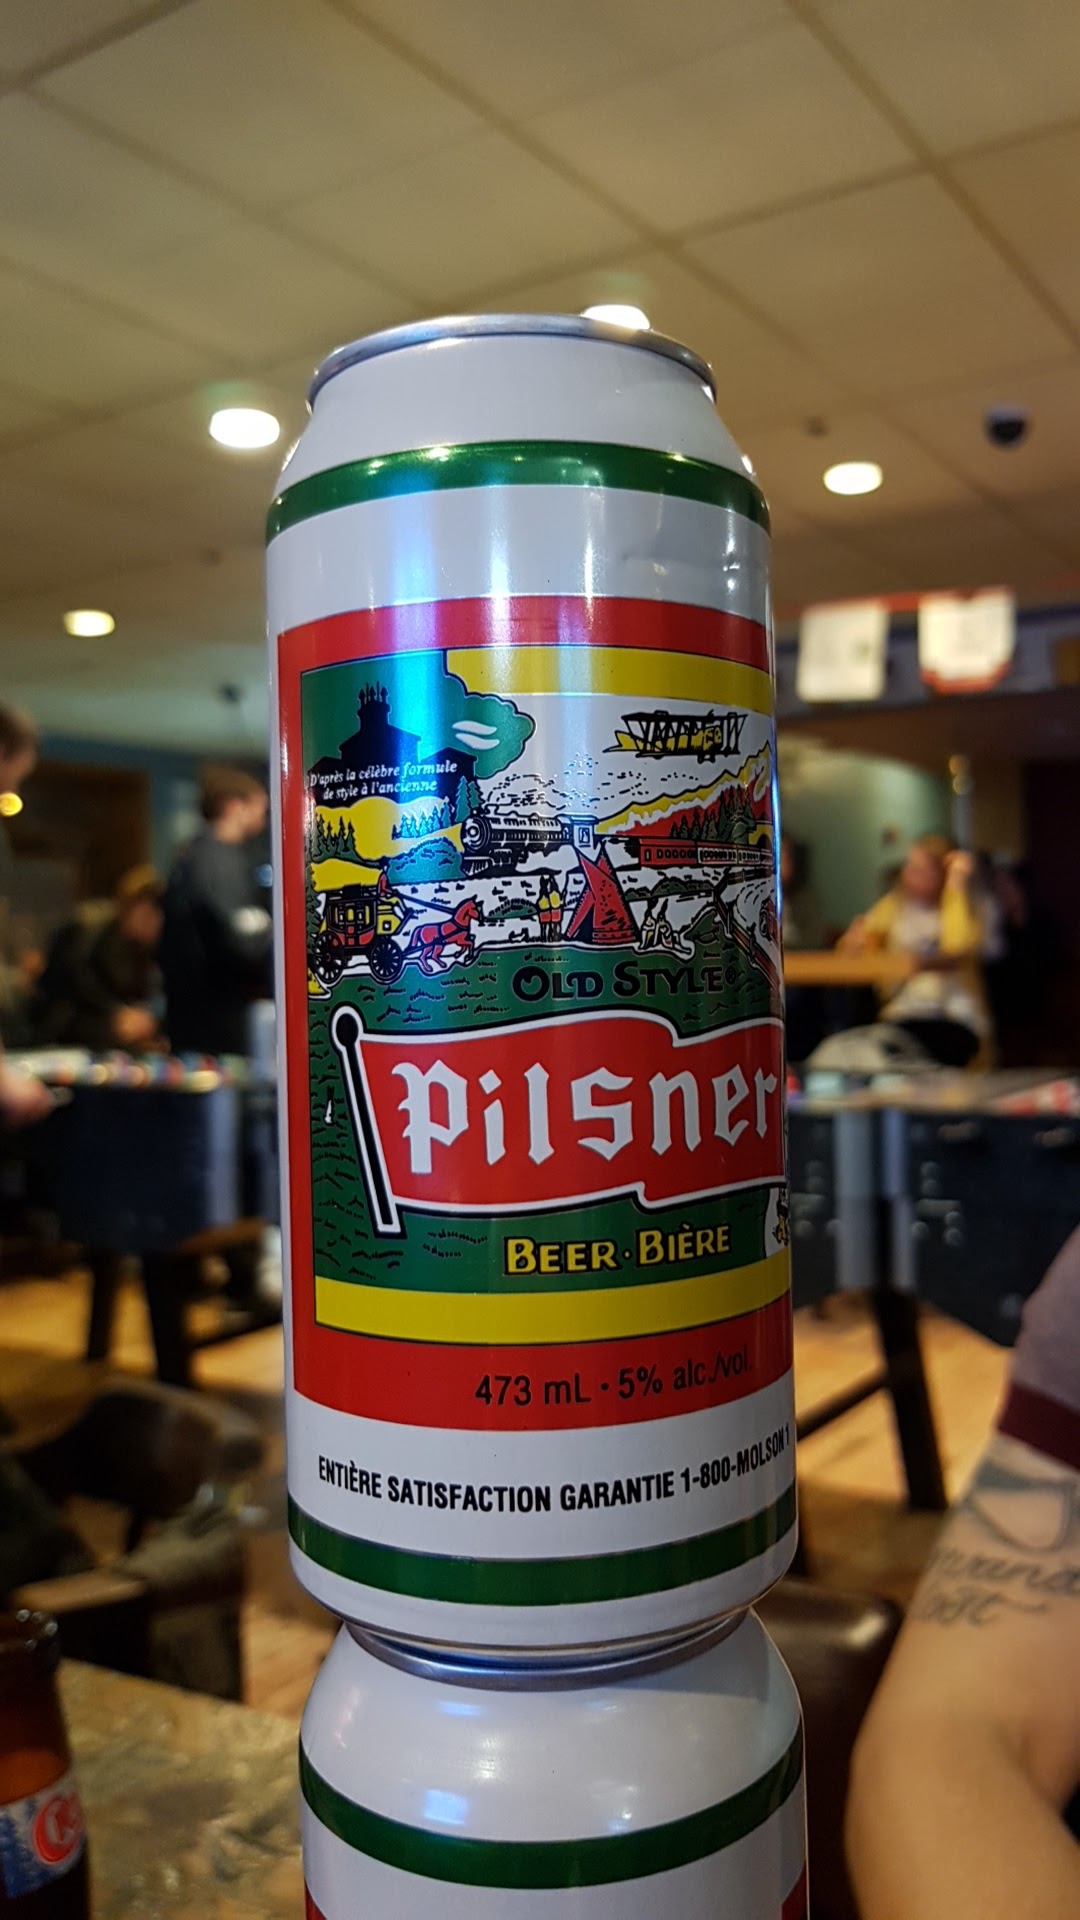 D'après la célèbre formule
de style à l'ancienne
OLD STYLE®
Pilsner
BEER·BIÈRE
473 mL · 5% alc./vol.
ENTIÈRE SATISFACTION GARANTIE 1-800-MOLSON 1